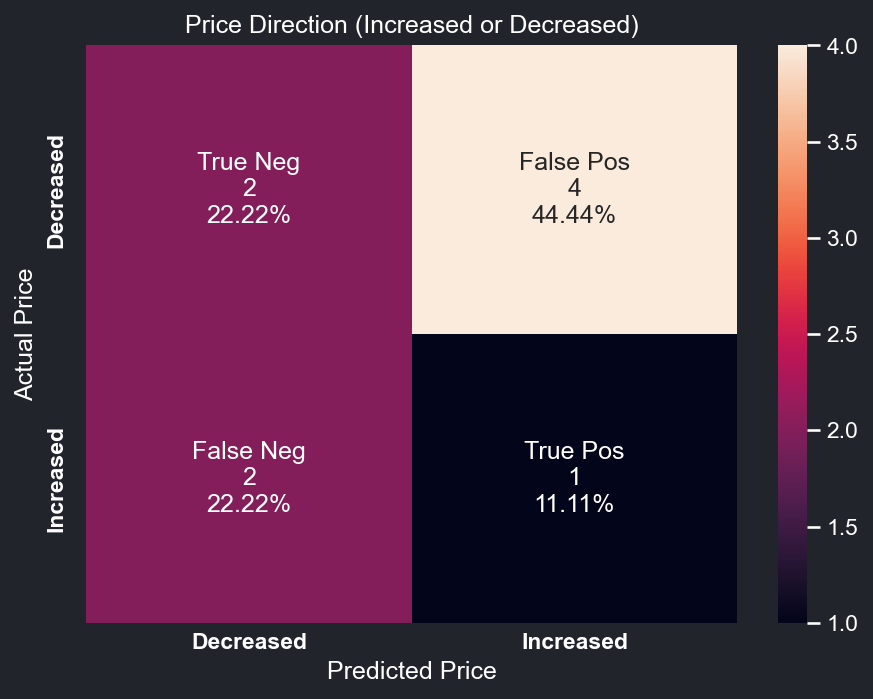 Price Direction (Increased or Decreased)
Actual Price
Decreased
Increased
True Neg
2
22.22%
False Pos
4
44.44%
False Neg
2
22.22%
True Pos
1
11.11%
Decreased
Increased
Predicted Price
4.0
3.5
3.0
2.5
2.0
1.5
1.0